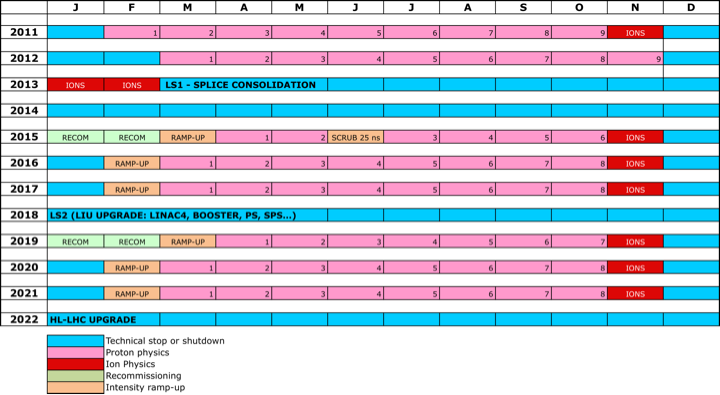 J F M A M J J A S O N D
2011 1 2 3 4 5 6 7 8 9 IONS
2012 1 2 3 4 5 6 7 8 9
2013 IONS IONS LS1 - SPLICE CONSOLIDATION
2014
2015 RECOM RECOM RAMP-UP 1 2 SCRUB 25 ns 3 4 5 6 IONS
2016 RAMP-UP 1 2 3 4 5 6 7 8 IONS
2017 RAMP-UP 1 2 3 4 5 6 7 8 IONS
2018 LS2 (LIU UPGRADE: LINAC4, BOOSTER, PS, SPS...)
2019 RECOM RECOM RAMP-UP 1 2 3 4 5 6 7 IONS
2020 RAMP-UP 1 2 3 4 5 6 7 8 IONS
2021 RAMP-UP 1 2 3 4 5 6 7 8 IONS
2022 HL-LHC UPGRADE
Technical stop or shutdown
Proton physics
Ion Physics
Recommissioning
Intensity ramp-up